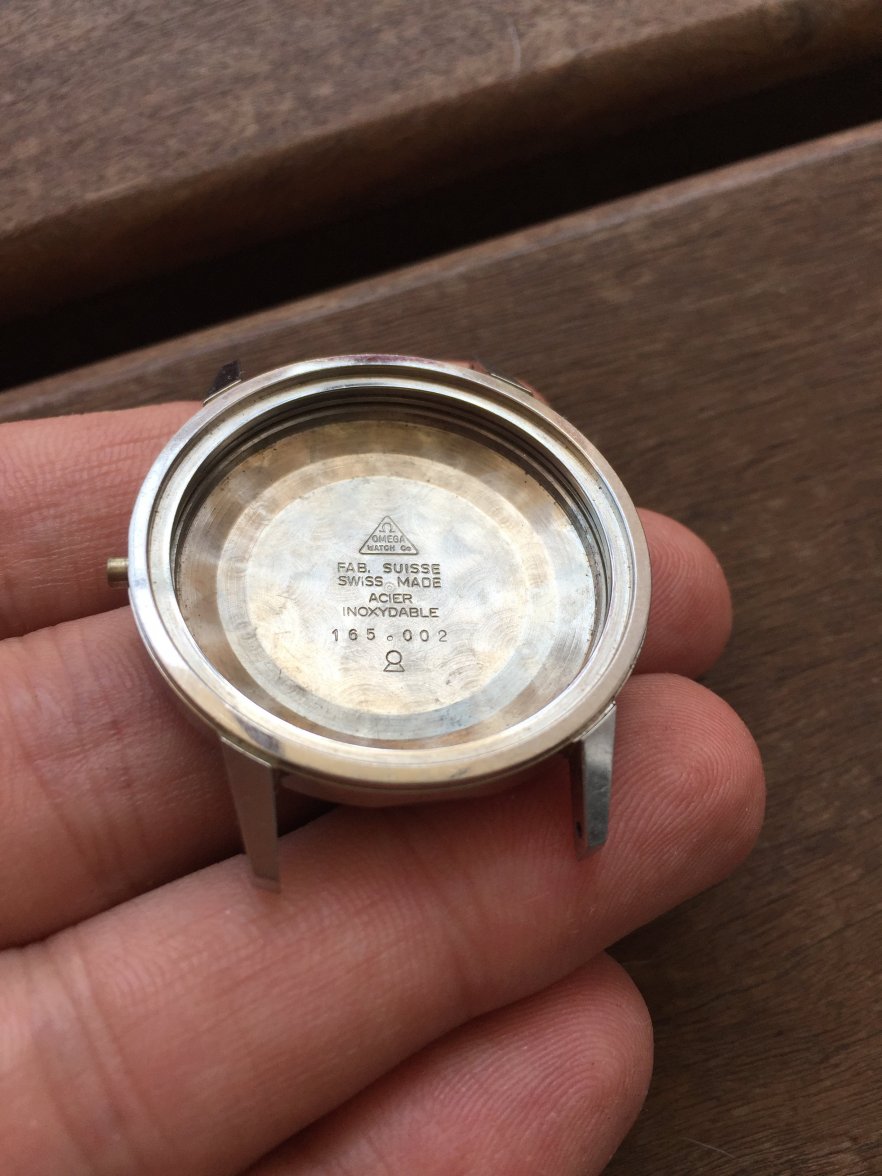 Ω
OMEGA
WATCH Co
FAB. SUISSE
SWISS MADE
ACIER
INOXYDABLE
165.002